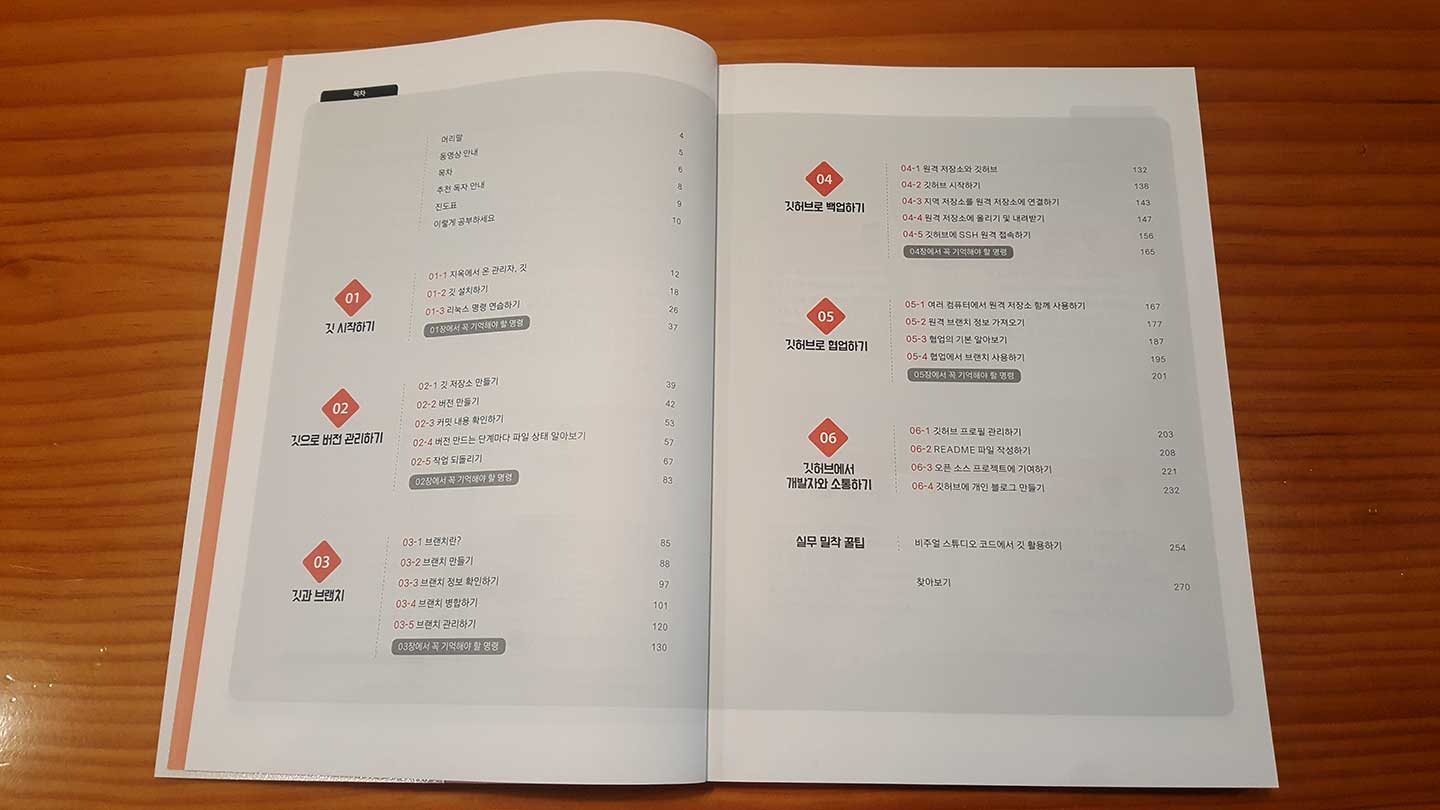 목차
머리말 4
동영상 안내 5
목차 6
추천 독자 안내 8
진도표 9
이렇게 공부하세요 10
01
깃 시작하기
01-1 지옥에서 온 관리자, 깃 12
01-2 깃 설치하기 18
01-3 리눅스 명령 연습하기 26
01장에서 꼭 기억해야 할 명령 37
02
깃으로 버전 관리하기
02-1 깃 저장소 만들기 39
02-2 버전 만들기 42
02-3 커밋 내용 확인하기 53
02-4 버전 만드는 단계마다 파일 상태 알아보기 57
02-5 작업 되돌리기 67
02장에서 꼭 기억해야 할 명령 83
03
깃과 브랜치
03-1 브랜치란? 85
03-2 브랜치 만들기 88
03-3 브랜치 정보 확인하기 97
03-4 브랜치 병합하기 101
03-5 브랜치 관리하기 120
03장에서 꼭 기억해야 할 명령 130
04
깃허브로 백업하기
04-1 원격 저장소와 깃허브 132
04-2 깃허브 시작하기 138
04-3 지역 저장소를 원격 저장소에 연결하기 143
04-4 원격 저장소에 올리기 및 내려받기 147
04-5 깃허브에 SSH 원격 접속하기 156
04장에서 꼭 기억해야 할 명령 165
05
깃허브로 협업하기
05-1 여러 컴퓨터에서 원격 저장소 함께 사용하기 167
05-2 원격 브랜치 정보 가져오기 177
05-3 협업의 기본 알아보기 187
05-4 협업에서 브랜치 사용하기 195
05장에서 꼭 기억해야 할 명령 201
06
깃허브에서
개발자와 소통하기
06-1 깃허브 프로필 관리하기 203
06-2 README 파일 작성하기 208
06-3 오픈 소스 프로젝트에 기여하기 221
06-4 깃허브에 개인 블로그 만들기 232
실무 밀착 꿀팁
비주얼 스튜디오 코드에서 깃 활용하기 254
찾아보기 270